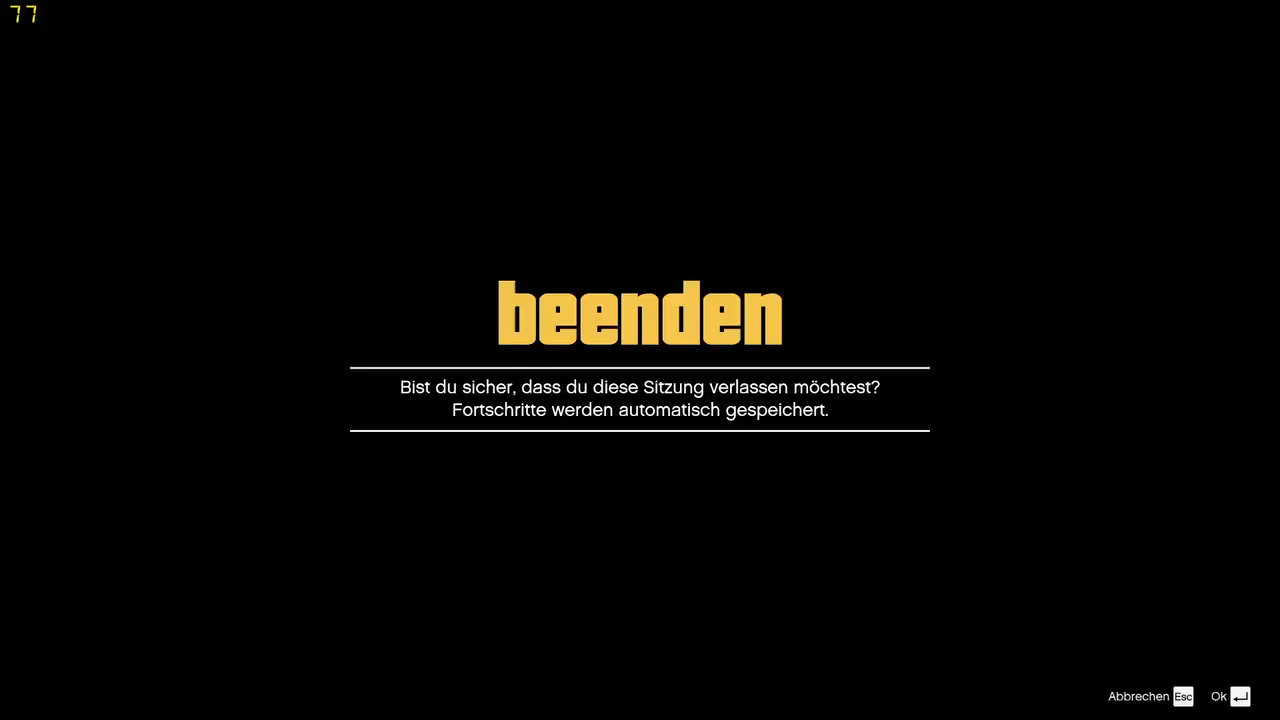 77
beenden
Bist du sicher, dass du diese Sitzung verlassen möchtest?
Fortschritte werden automatisch gespeichert.
Abbrechen Esc Ok